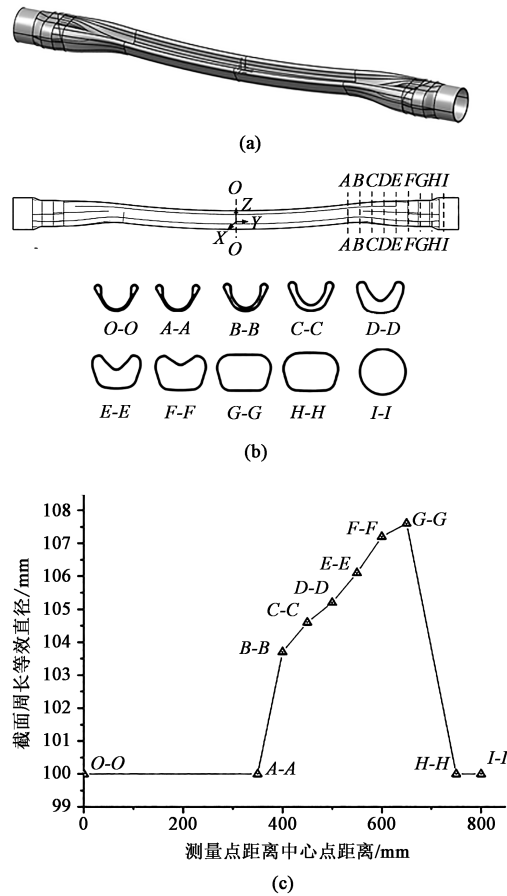 (a)
O
A B C D E F G H I
Z
Y
X
O
A B C D E F G H I
O-O A-A B-B C-C D-D
E-E F-F G-G H-H I-I
(b)
截面周长等效直径/mm
108
107
106
105
104
103
102
101
100
99
F-F
G-G
E-E
D-D
C-C
B-B
O-O
A-A
H-H
I-I
0 200 400 600 800
测量点距离中心点距离/mm
(c)